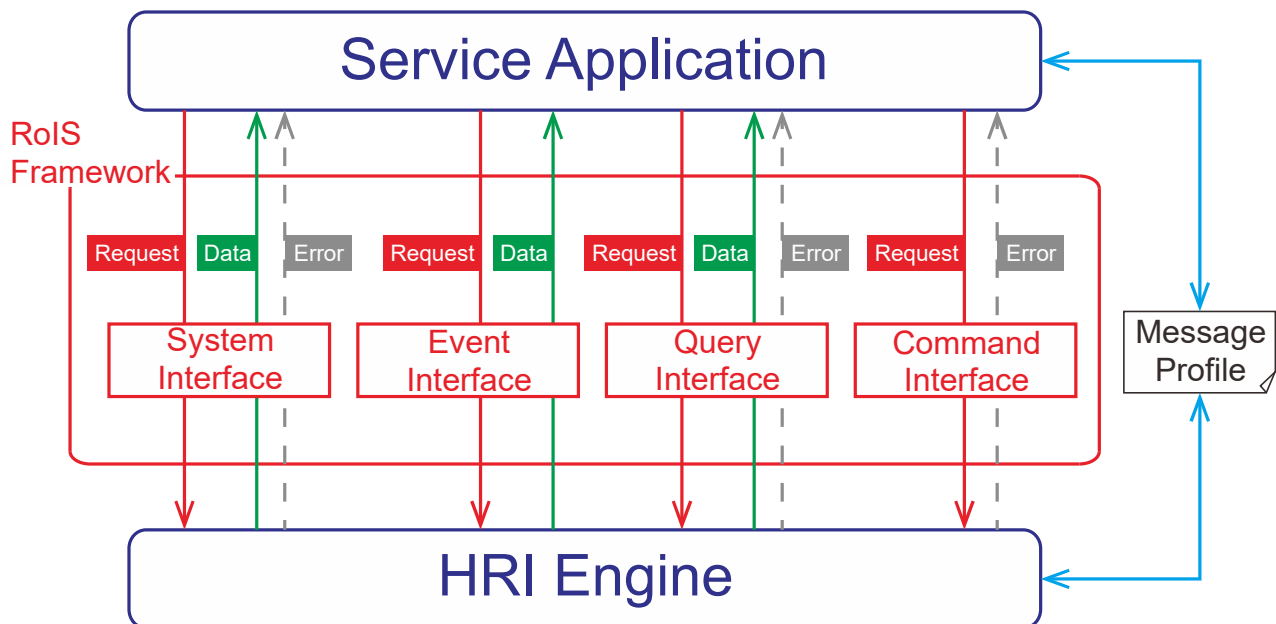 Service Application
RoIS
Framework
Request
Data
Error
Request
Data
Request
Data
Error
Request
Error
System
Interface
Event
Interface
Query
Interface
Command
Interface
Message
Profile
HRI Engine